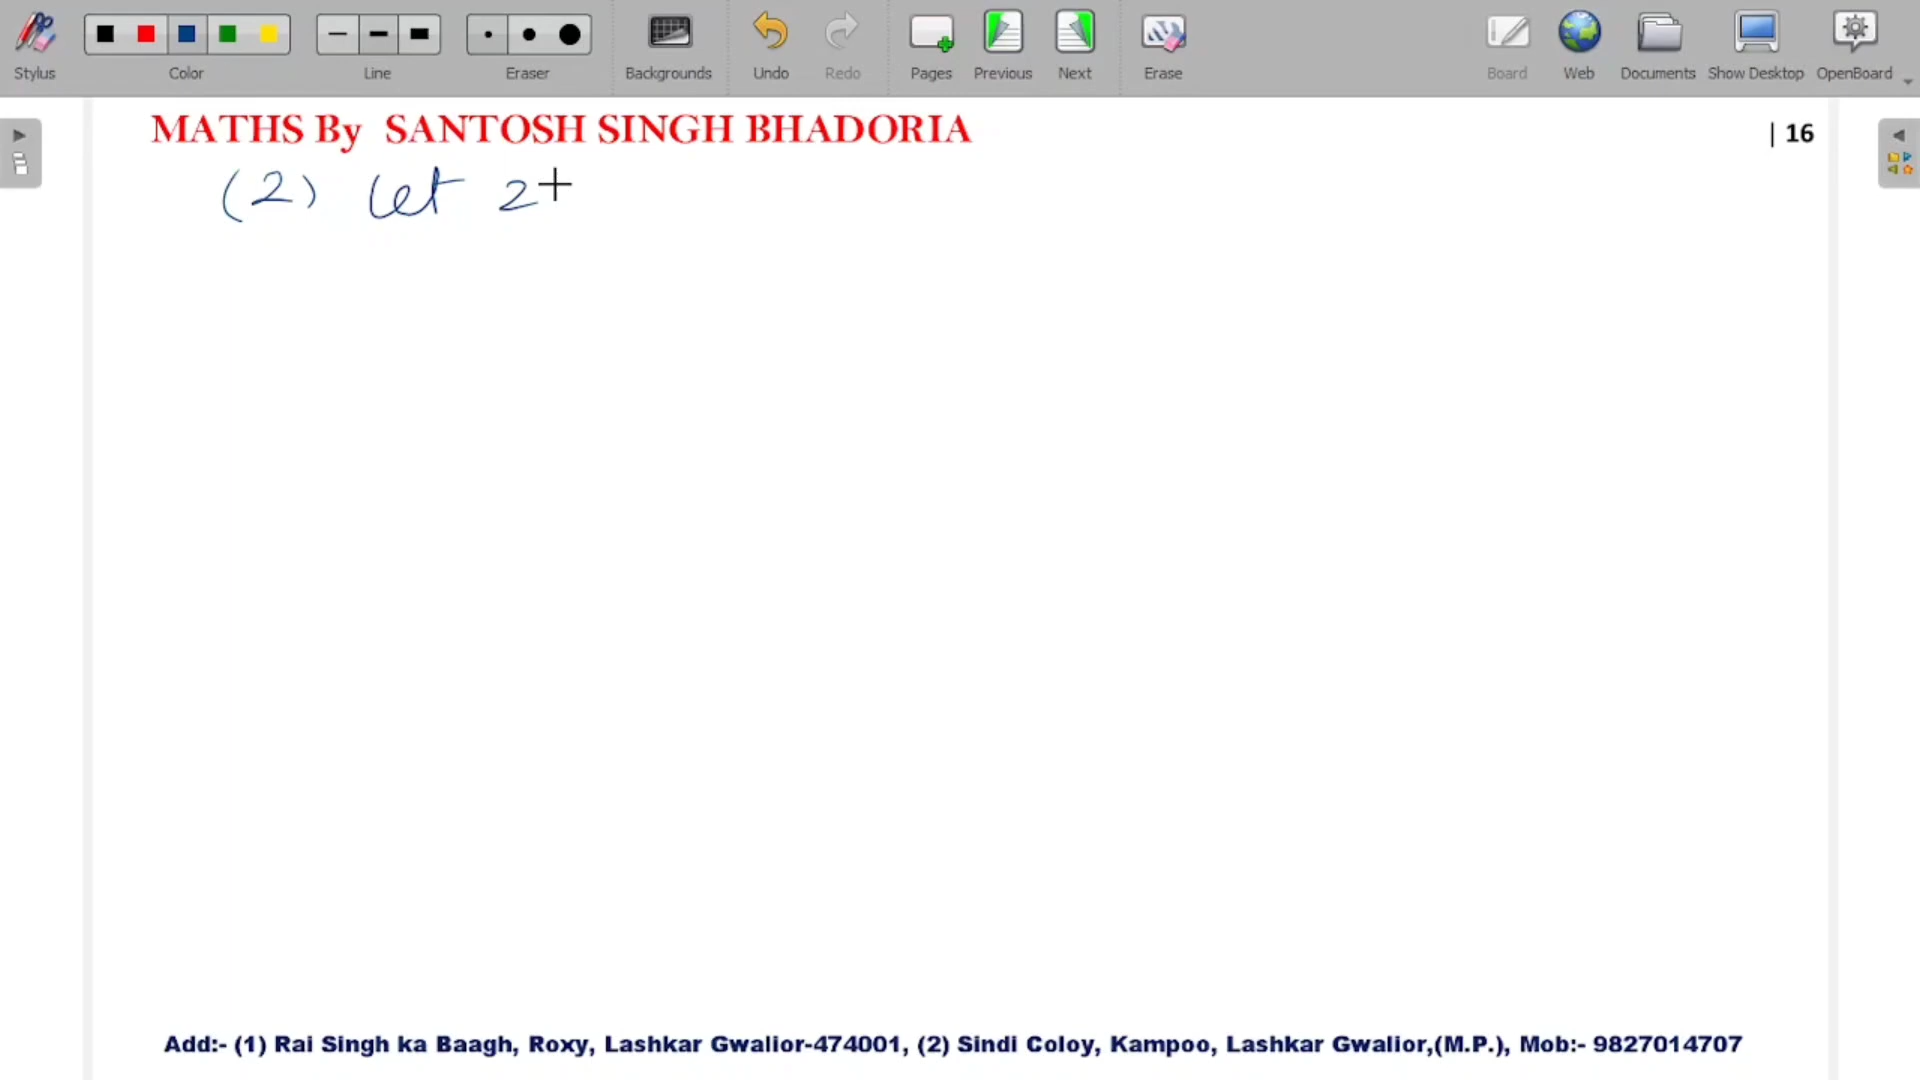 Stylus Color Line Eraser Backgrounds Undo Redo Pages Previous Next Erase Board Web Documents Show Desktop OpenBoard
MATHS By SANTOSH SINGH BHADORIA | 16
(2) Let 2
Add:- (1) Rai Singh ka Baagh, Roxy, Lashkar Gwalior-474001, (2) Sindi Coloy, Kampoo, Lashkar Gwalior,(M.P.), Mob:- 9827014707